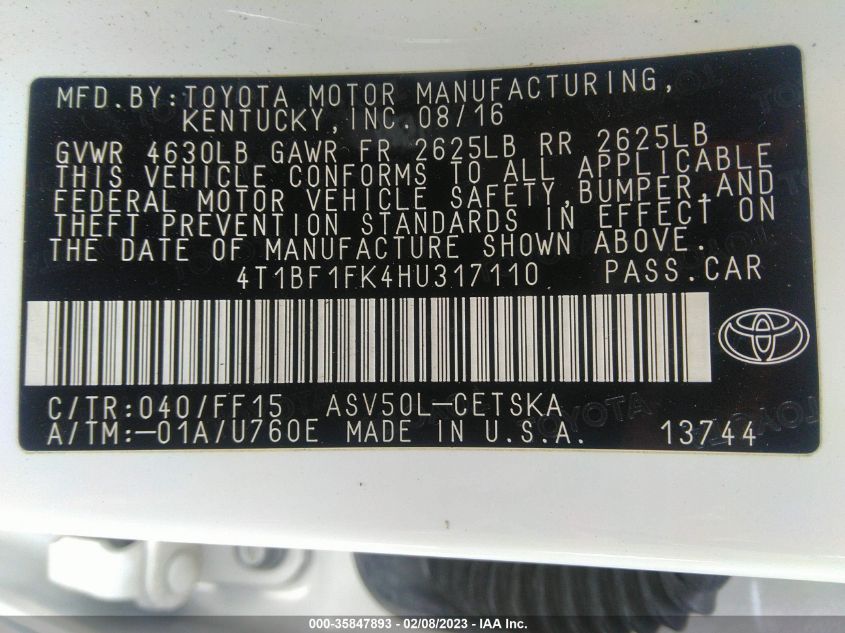 MFD.BY:TOYOTA MOTOR MANUFACTURING,
KENTUCKY,INC.08/16
GVWR 4630LB GAWR FR 2625LB RR 2625LB
THIS VEHICLE CONFORMS TO ALL APPLICABLE
FEDERAL MOTOR VEHICLE SAFETY,BUMPER,AND
THEFT PREVENTION STANDARDS IN EFFECT ON
THE DATE OF MANUFACTURE SHOWN ABOVE.
4T1BF1FK4HU317110 PASS.CAR
C/TR:040/FF15 ASV50L-CETSKA
A/TM:-01A/U760E MADE IN U.S.A. 13744
000-35847893 - 02/08/2023 - IAA Inc.